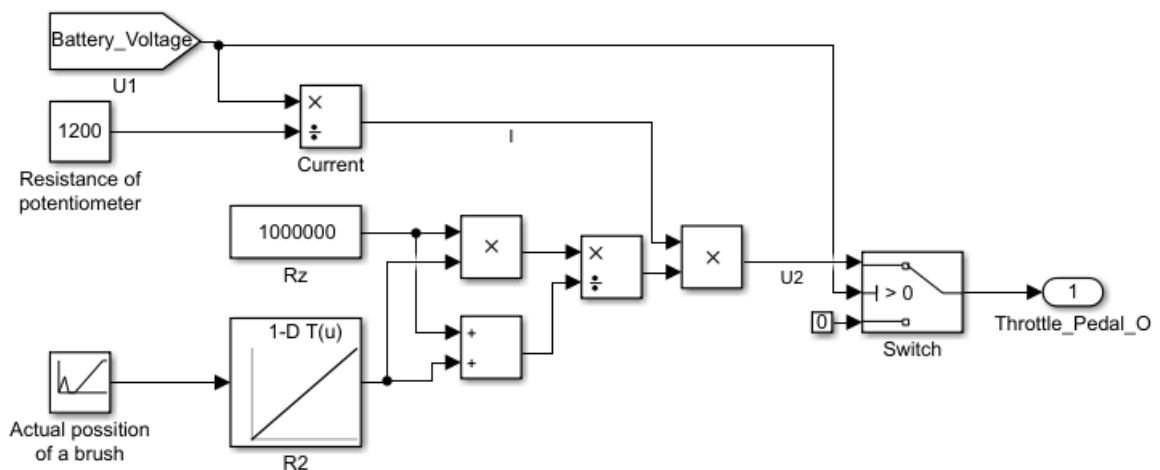 Battery_Voltage
U1
1200
Resistance of
potentiometer
×
÷
Current
I
1000000
Rz
×
×
÷
×
U2
> 0
0
Switch
1
Throttle_Pedal_O
+
+
1-D T(u)
R2
Actual possition
of a brush